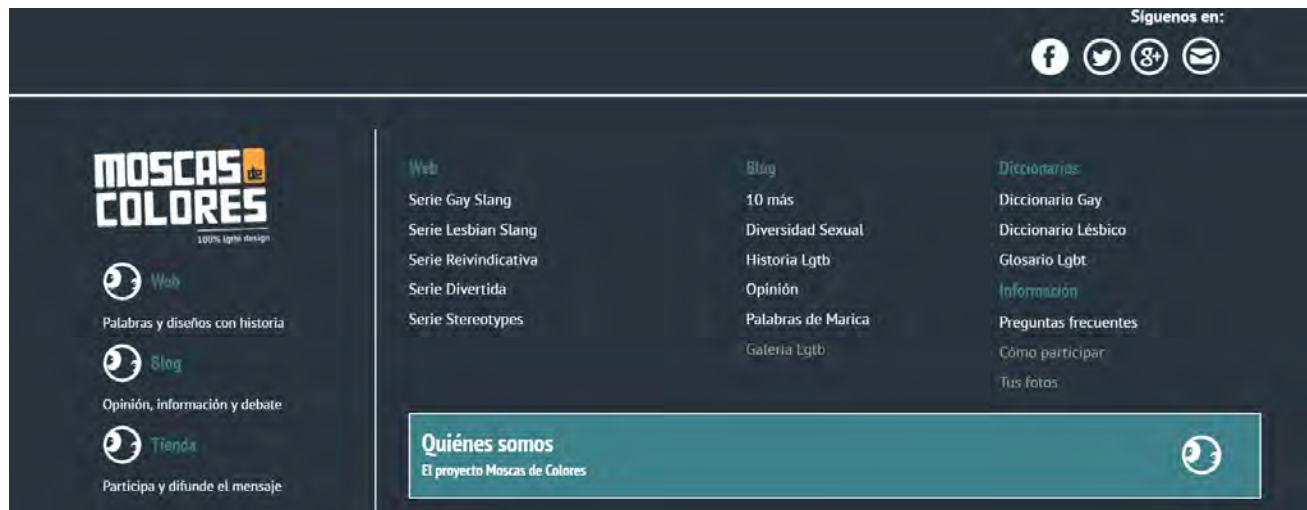 Síguenos en:
MOSCAS de
COLORES
100% lgtbi design
Web
Palabras y diseños con historia
Blog
Opinión, información y debate
Tienda
Participa y difunde el mensaje
Web
Serie Gay Slang
Serie Lesbian Slang
Serie Reivindicativa
Serie Divertida
Serie Stereotypes
Blog
10 más
Diversidad Sexual
Historia Lgtb
Opinión
Palabras de Marica
Galeria Lgtb
Diccionarios
Diccionario Gay
Diccionario Lésbico
Glosario Lgbt
Información
Preguntas frecuentes
Cómo participar
Tus fotos
Quiénes somos
El proyecto Moscas de Colores